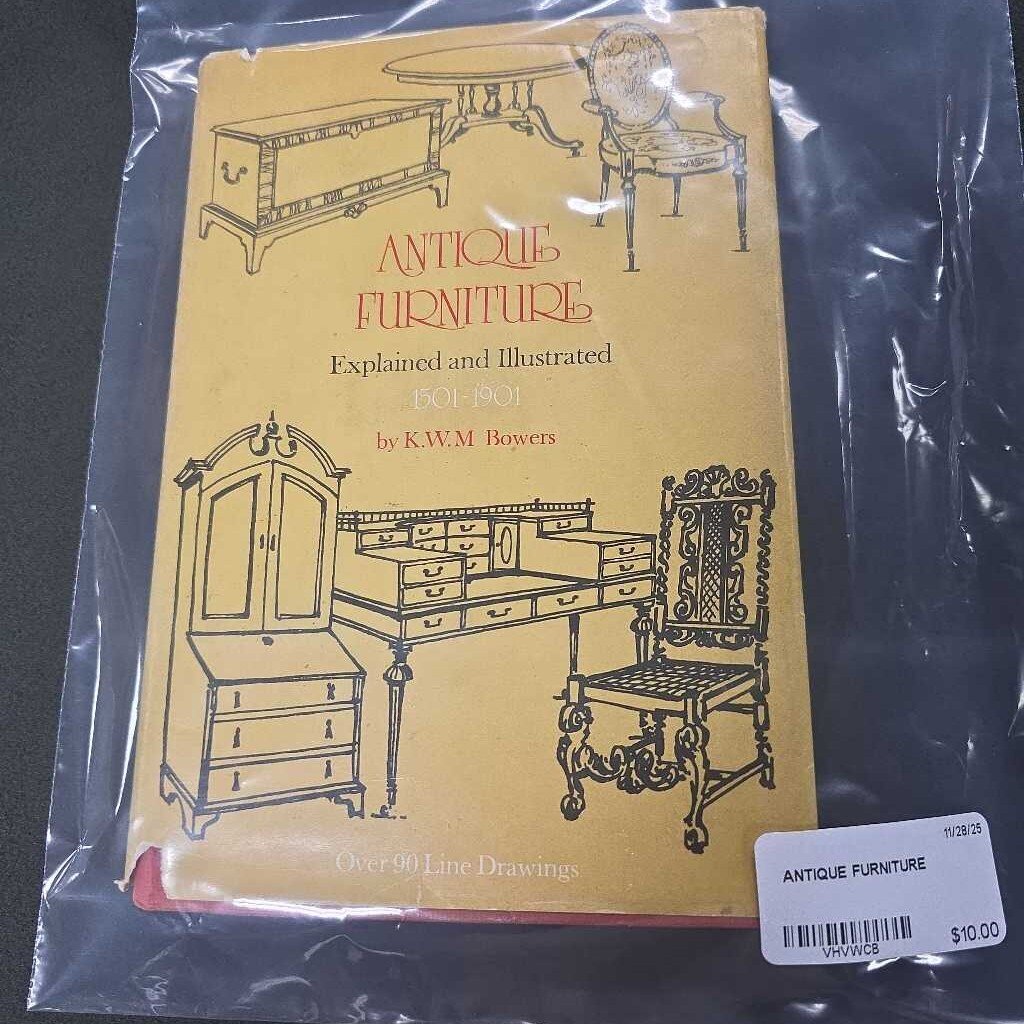 ANTIQUE
FURNITURE
Explained and Illustrated
1501-1901
by K.W.M Bowers
Over 90 Line Drawings
11/28/25
ANTIQUE FURNITURE
VHVWCB
$10.00